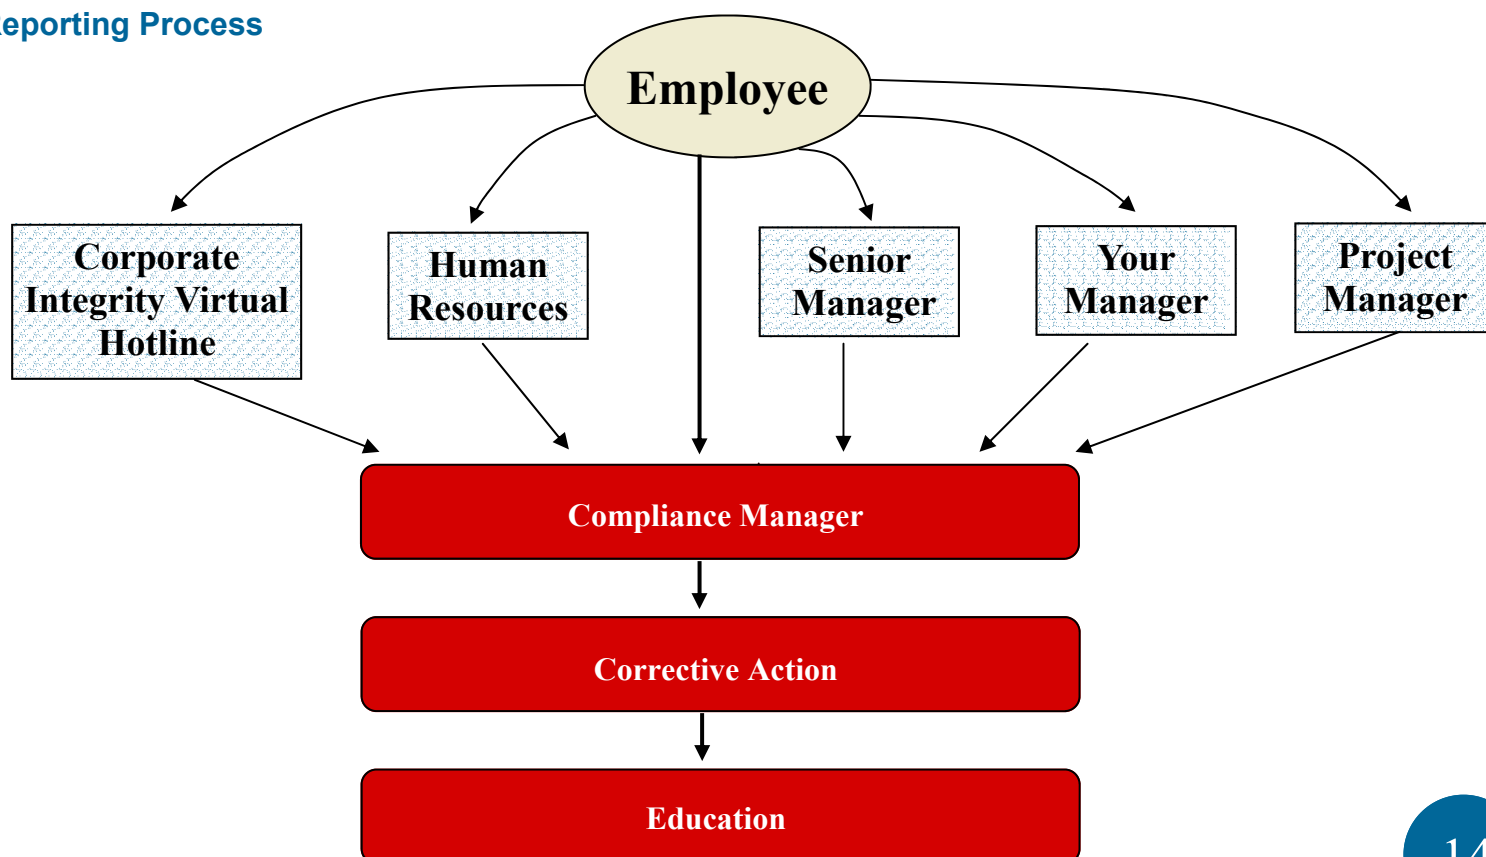 eporting Process
Employee
Corporate
Integrity Virtual
Hotline
Human
Resources
Senior
Manager
Your
Manager
Project
Manager
Compliance Manager
Corrective Action
Education
14